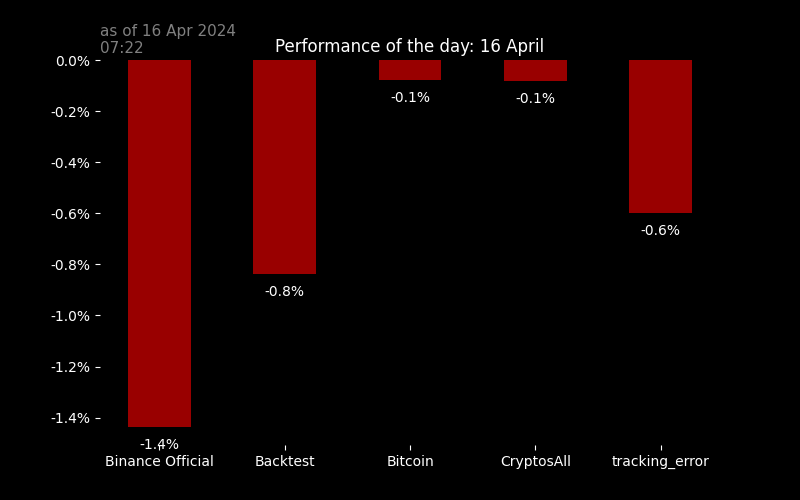 as of 16 Apr 2024
07:22
Performance of the day: 16 April
0.0%
-0.2%
-0.4%
-0.6%
-0.8%
-1.0%
-1.2%
-1.4%
-1.4%
-0.8%
-0.1%
-0.1%
-0.6%
Binance Official
Backtest
Bitcoin
CryptosAll
tracking_error